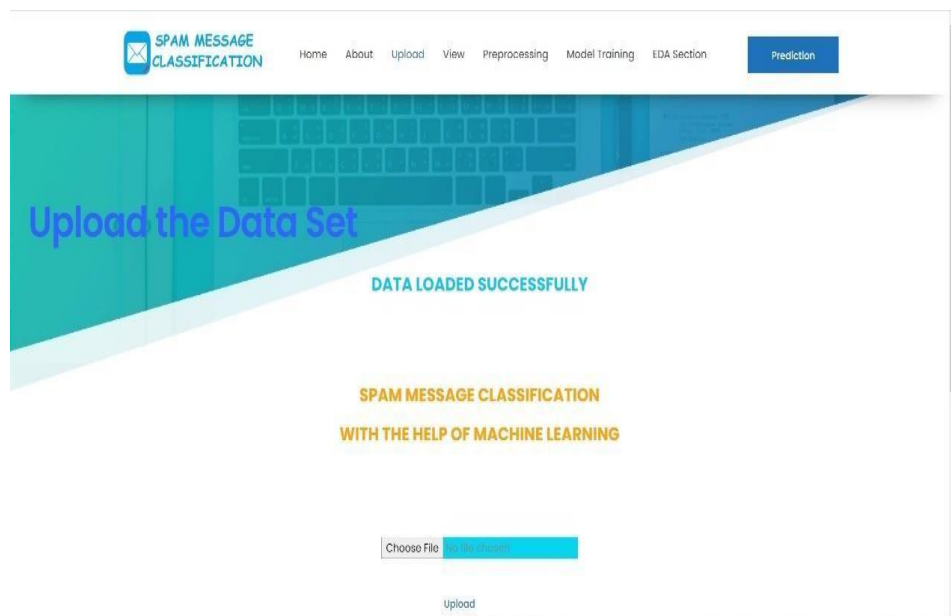 SPAM MESSAGE
CLASSIFICATION
Home About Upload View Preprocessing Model Training EDA Section Prediction
Upload the Data Set
DATA LOADED SUCCESSFULLY
SPAM MESSAGE CLASSIFICATION
WITH THE HELP OF MACHINE LEARNING
Choose File No file chosen
Upload